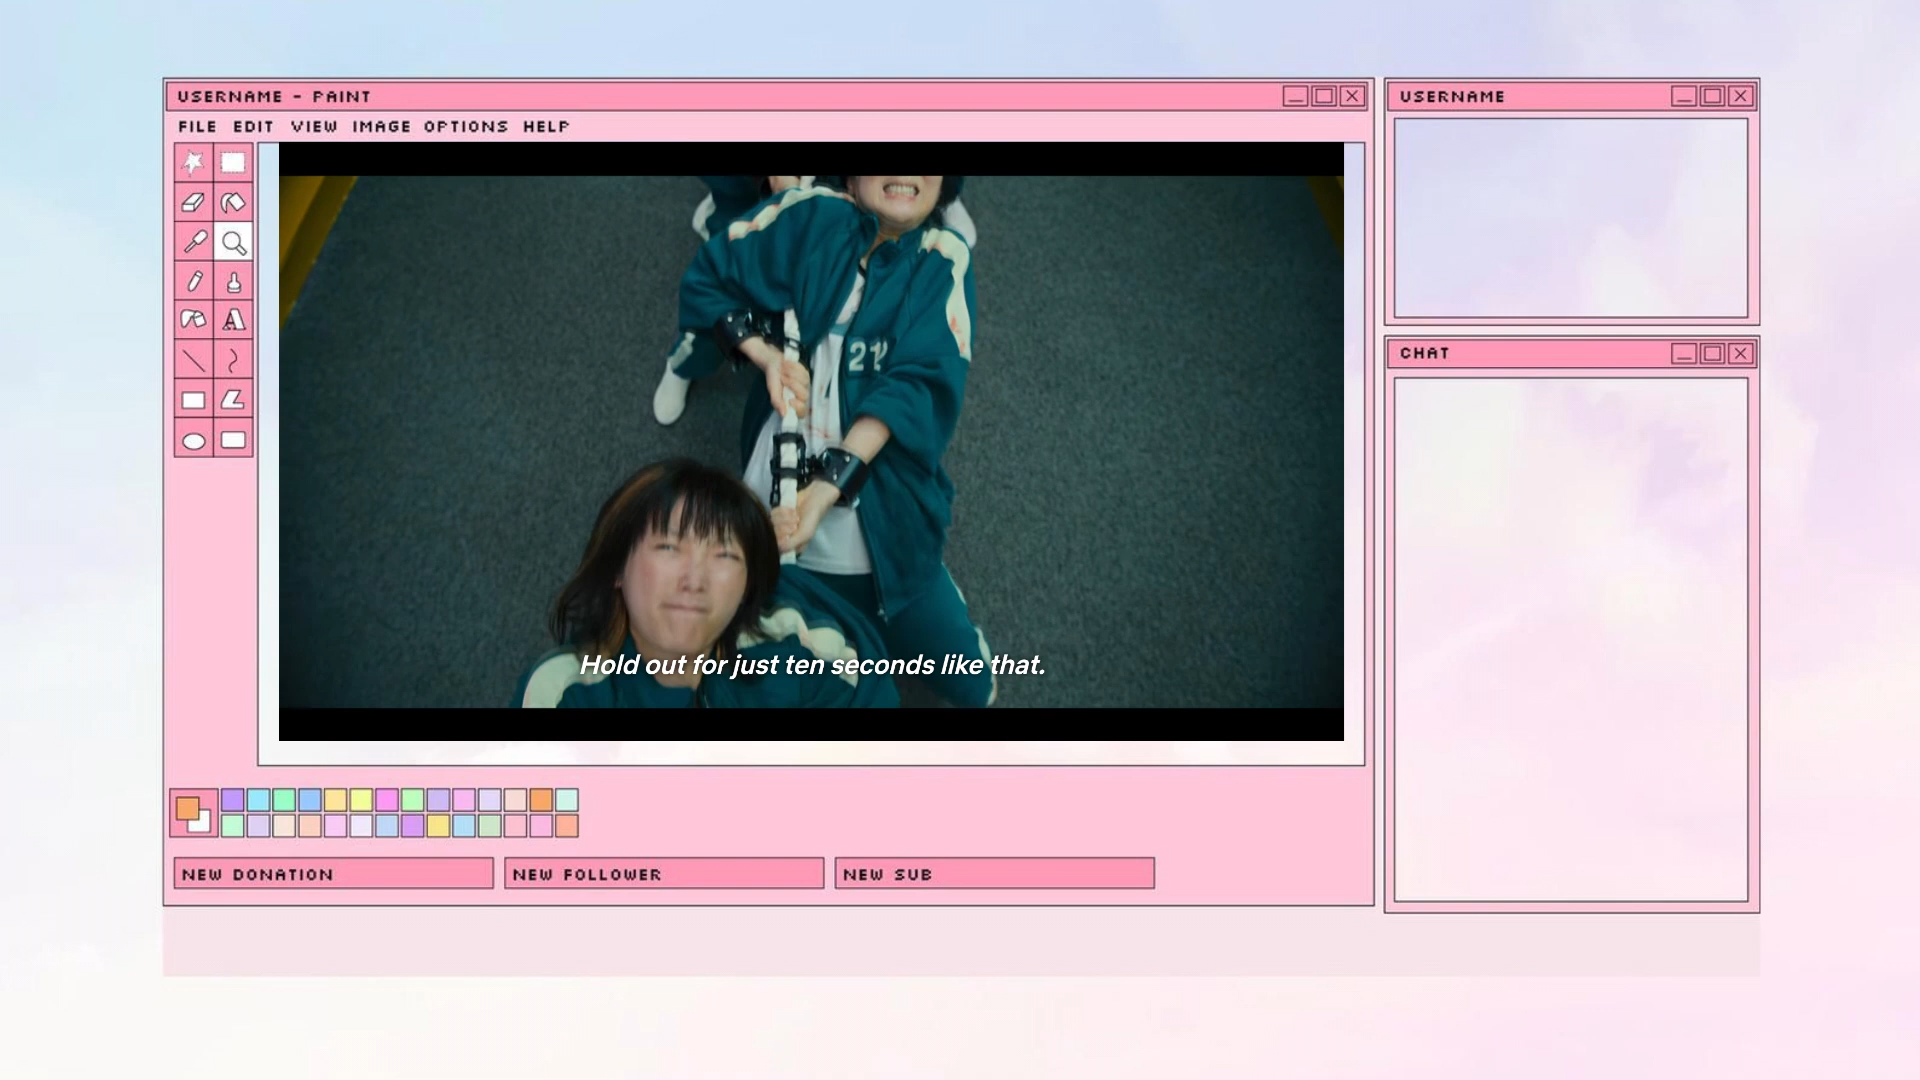 USERNAME - PAINT
FILE EDIT VIEW IMAGE OPTIONS HELP
A
Hold out for just ten seconds like that.
NEW DONATION
NEW FOLLOWER
NEW SUB
USERNAME
CHAT